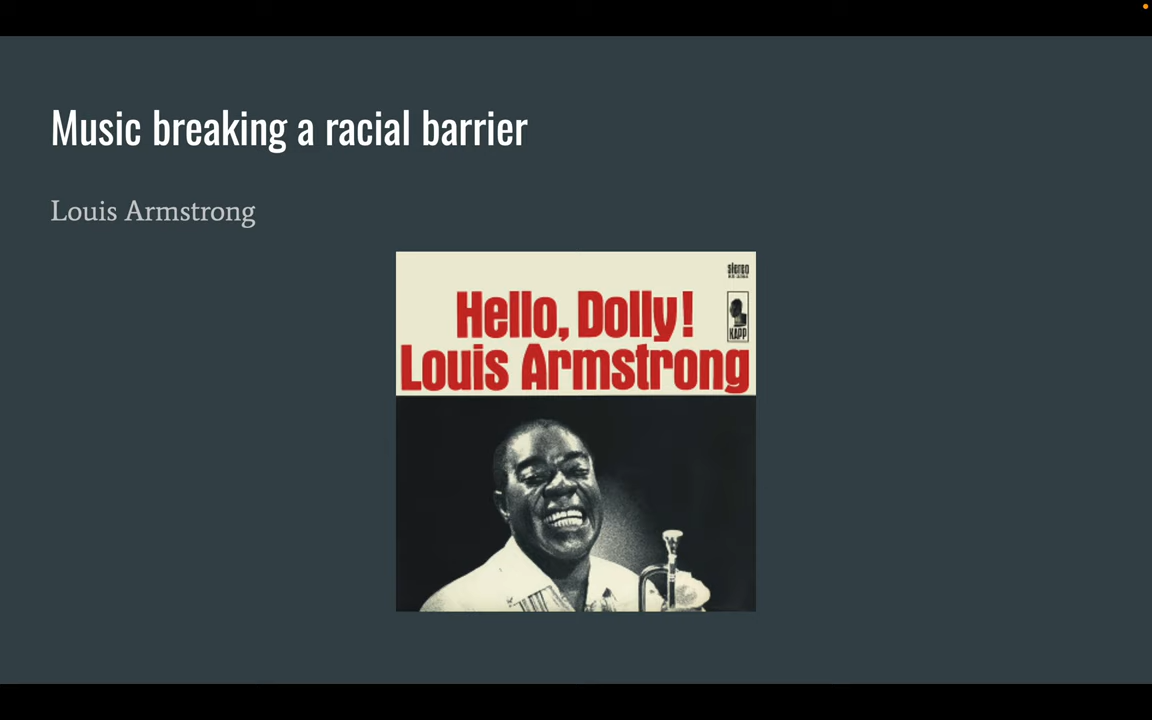 Music breaking a racial barrier
Louis Armstrong
stereo
Hello, Dolly!
KAPP
Louis Armstrong